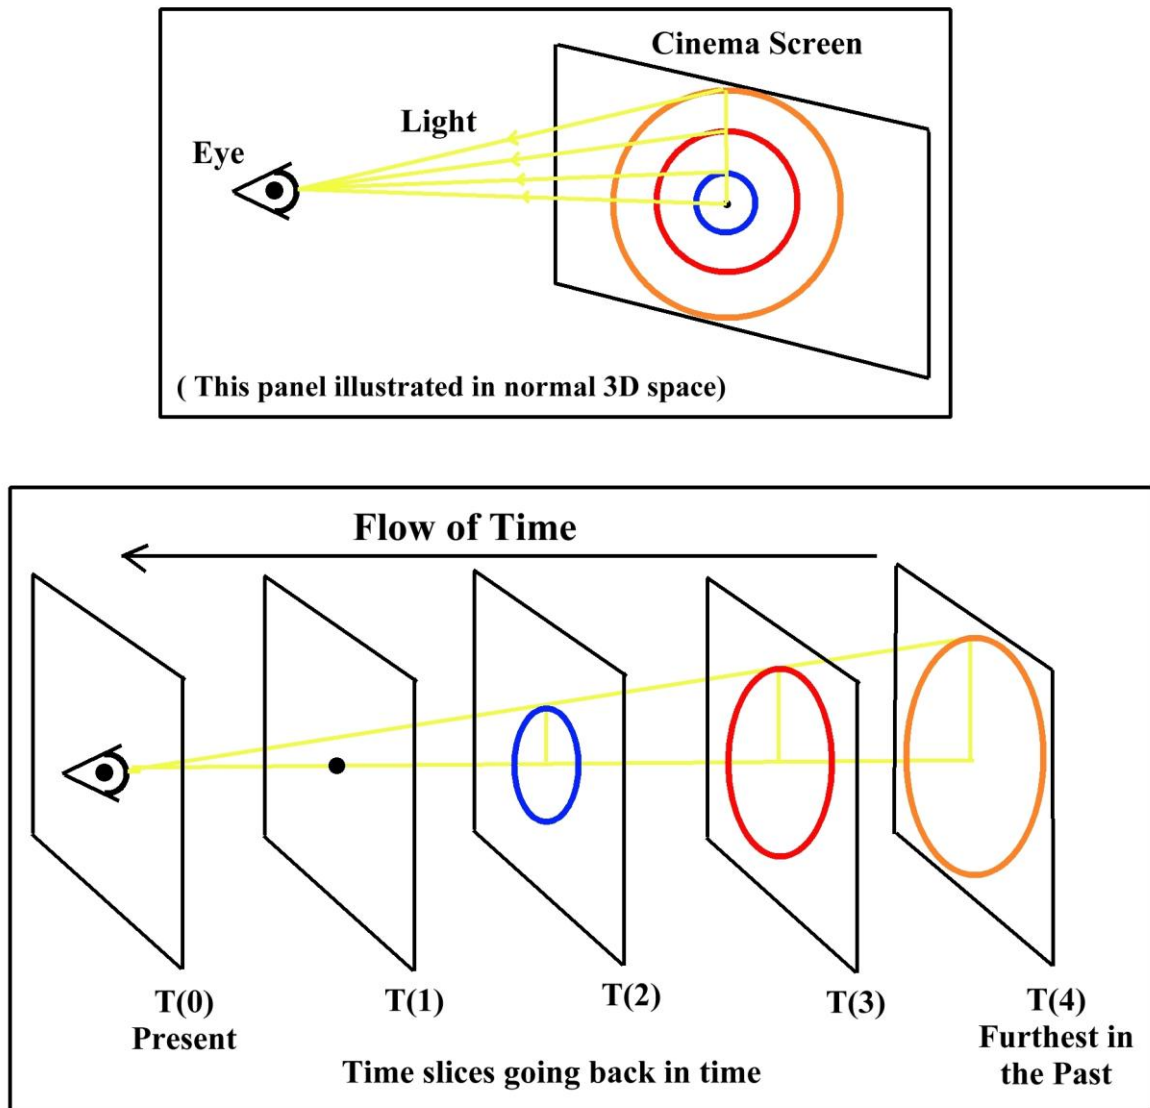 Cinema Screen
Light
Eye
( This panel illustrated in normal 3D space)
Flow of Time
T(0)
Present
T(1)
T(2)
T(3)
T(4)
Furthest in
the Past
Time slices going back in time